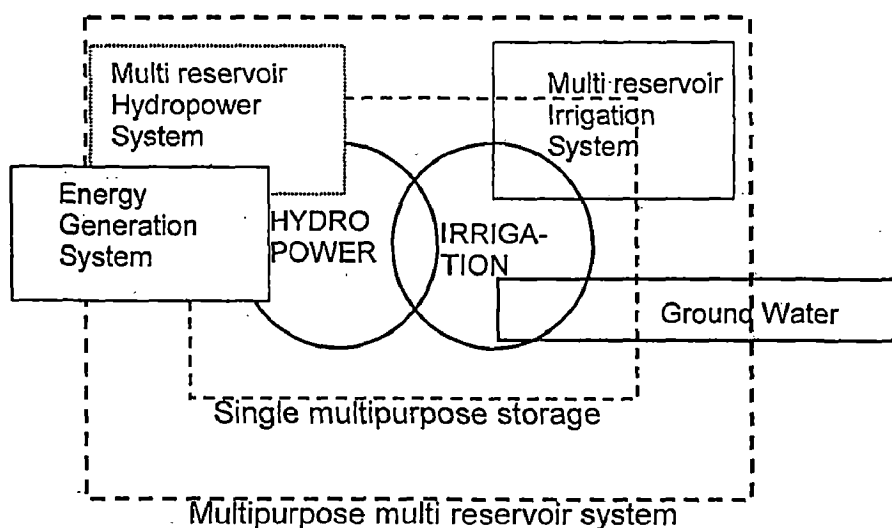 Multi reservoir
Hydropower
System
Multi reservoir
Irrigation
System
Energy
Generation
System
HYDRO
POWER
IRRIGA-
TION
Ground Water
Single multipurpose storage
Multipurpose multi reservoir system